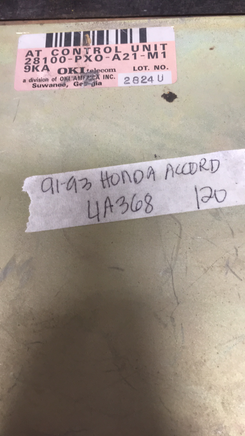 AT CONTROL UNIT
28100-PX0-A21-M1
9KA OKI telecom LOT. NO.
a division of OKI AMERICA INC. 2824U
Suwanee, Georgia
91-93 HONDA ACCORD
4A368 120